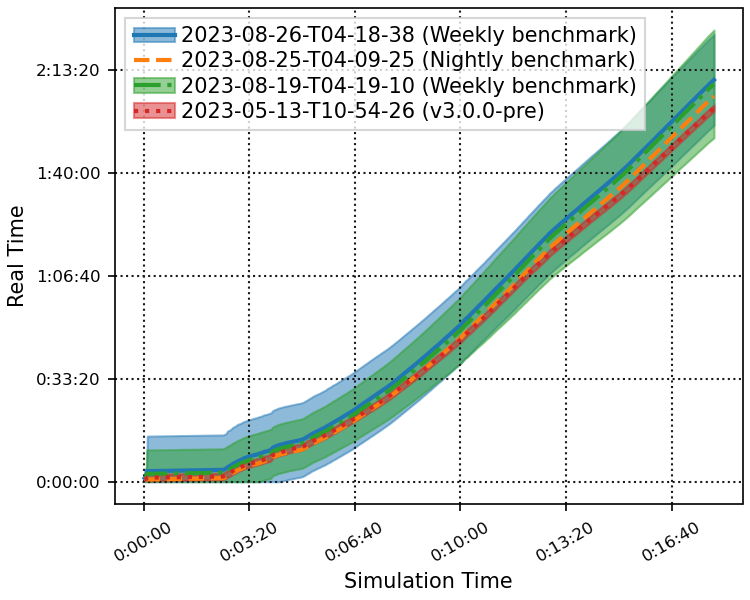 2023-08-26-T04-18-38 (Weekly benchmark)
2023-08-25-T04-09-25 (Nightly benchmark)
2023-08-19-T04-19-10 (Weekly benchmark)
2023-05-13-T10-54-26 (v3.0.0-pre)
2:13:20
1:40:00
1:06:40
0:33:20
0:00:00
Real Time
0:00:00
0:03:20
0:06:40
0:10:00
0:13:20
0:16:40
Simulation Time